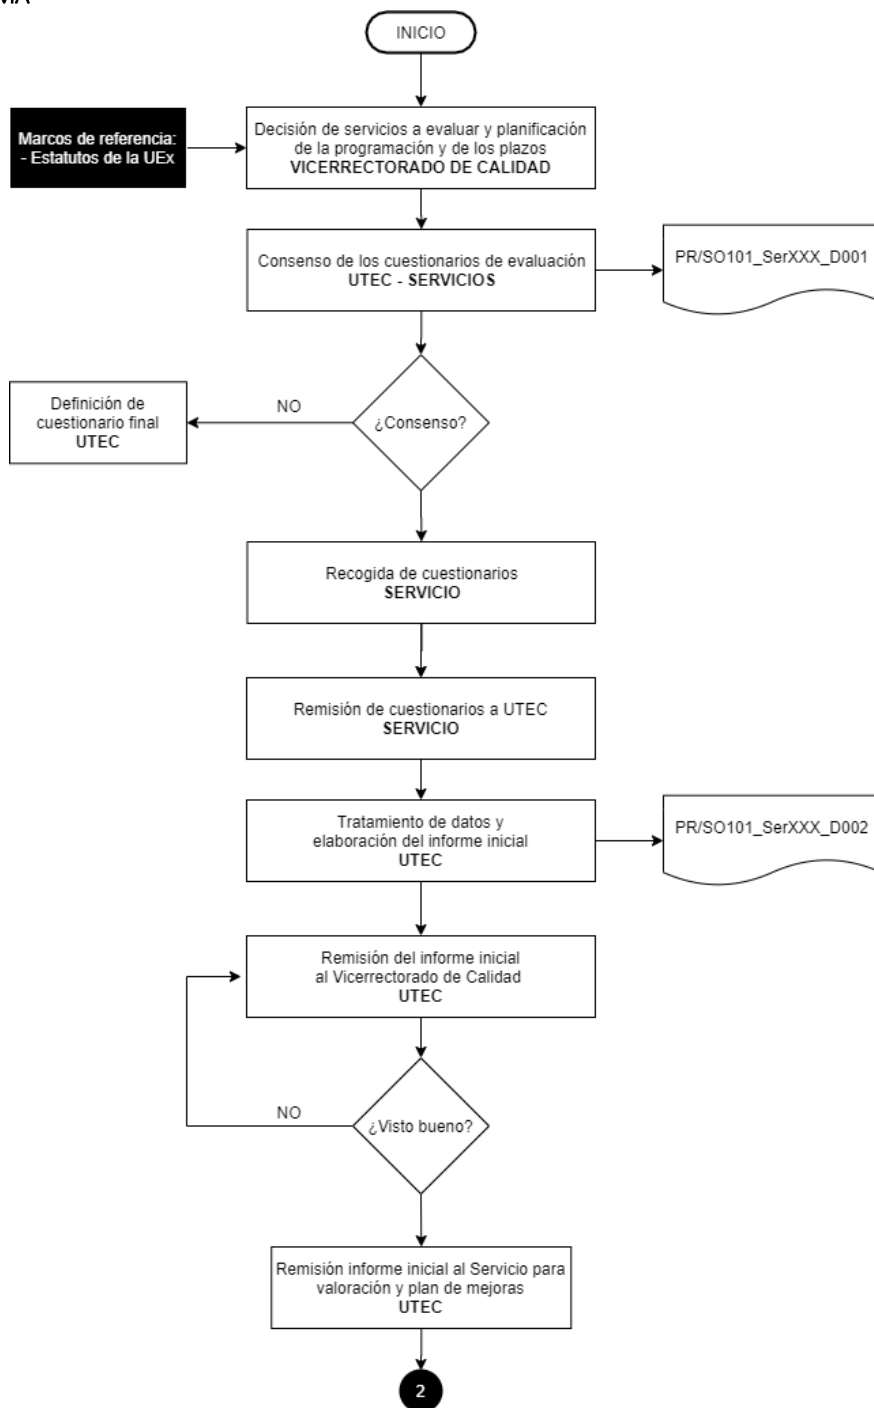 INICIO
Marcos de referencia:
- Estatutos de la UEx
Decisión de servicios a evaluar y planificación
de la programación y de los plazos
VICERRECTORADO DE CALIDAD
Consenso de los cuestionarios de evaluación
UTEC - SERVICIOS
PR/SO101_SerXXX_D001
¿Consenso?
NO
Definición de
cuestionario final
UTEC
Recogida de cuestionarios
SERVICIO
Remisión de cuestionarios a UTEC
SERVICIO
Tratamiento de datos y
elaboración del informe inicial
UTEC
PR/SO101_SerXXX_D002
Remisión del informe inicial
al Vicerrectorado de Calidad
UTEC
NO
¿Visto bueno?
Remisión informe inicial al Servicio para
valoración y plan de mejoras
UTEC
2